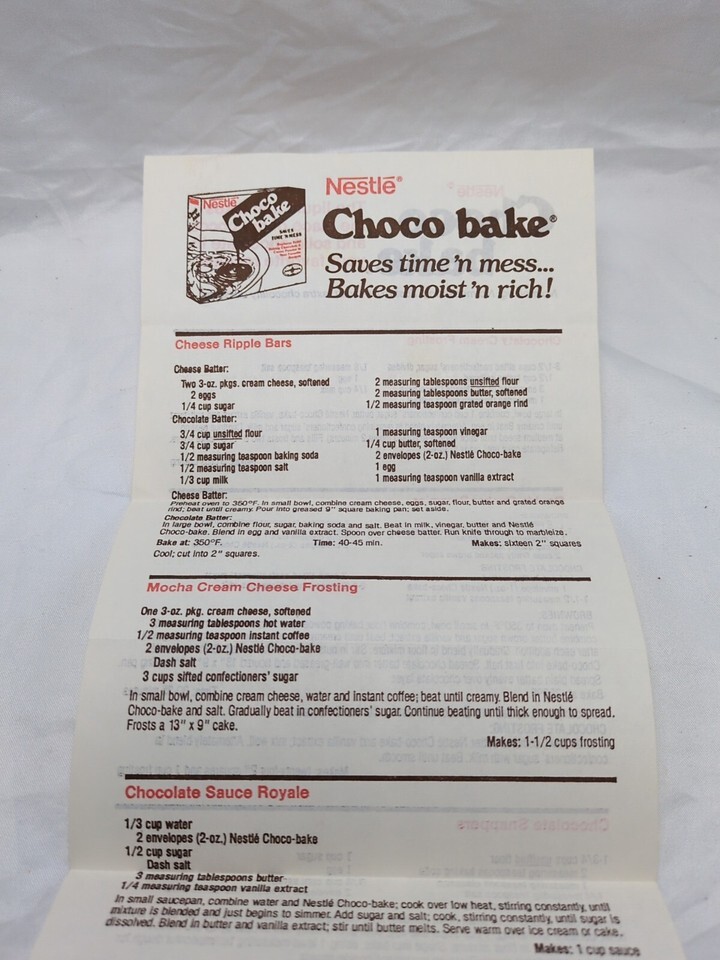 Nestlé®
Choco bake®
Saves time 'n mess...
Bakes moist 'n rich!
Nestlé
Choco
bake
SAVES
TIME 'N MESS
Cheese Ripple Bars
Cheese Batter:
Two 3-oz. pkgs. cream cheese, softened
2 eggs
1/4 cup sugar
2 measuring tablespoons unsifted flour
2 measuring tablespoons butter, softened
1/2 measuring teaspoon grated orange rind
Chocolate Batter:
3/4 cup unsifted flour
3/4 cup sugar
1/2 measuring teaspoon baking soda
1/2 measuring teaspoon salt
1/3 cup milk
1 measuring teaspoon vinegar
1/4 cup butter, softened
2 envelopes (2-oz.) Nestlé Choco-bake
1 egg
1 measuring teaspoon vanilla extract
Cheese Batter:
Preheat oven to 350°F. In small bowl, combine cream cheese, eggs, sugar, flour, butter and grated orange
rind; beat until creamy. Pour into greased 9" square baking pan; set aside.
Chocolate Batter:
In large bowl, combine flour, sugar, baking soda and salt. Beat in milk, vinegar, butter and Nestlé
Choco-bake. Blend in egg and vanilla extract. Spoon over cheese batter. Run knife through to marbleize.
Bake at: 350°F. Time: 40-45 min. Makes: sixteen 2" squares
Cool; cut into 2" squares.
Mocha Cream Cheese Frosting
One 3-oz. pkg. cream cheese, softened
3 measuring tablespoons hot water
1/2 measuring teaspoon instant coffee
2 envelopes (2-oz.) Nestlé Choco-bake
Dash salt
3 cups sifted confectioners' sugar
In small bowl, combine cream cheese, water and instant coffee; beat until creamy. Blend in Nestlé
Choco-bake and salt. Gradually beat in confectioners' sugar. Continue beating until thick enough to spread.
Frosts a 13" x 9" cake.
Makes: 1-1/2 cups frosting
Chocolate Sauce Royale
1/3 cup water
2 envelopes (2-oz.) Nestlé Choco-bake
1/2 cup sugar
Dash salt
3 measuring tablespoons butter
1/4 measuring teaspoon vanilla extract
In small saucepan, combine water and Nestlé Choco-bake; cook over low heat, stirring constantly, until
mixture is blended and just begins to simmer. Add sugar and salt; cook, stirring constantly, until sugar is
dissolved. Blend in butter and vanilla extract; stir until butter melts. Serve warm over ice cream or cake.
Makes: 1 cup sauce